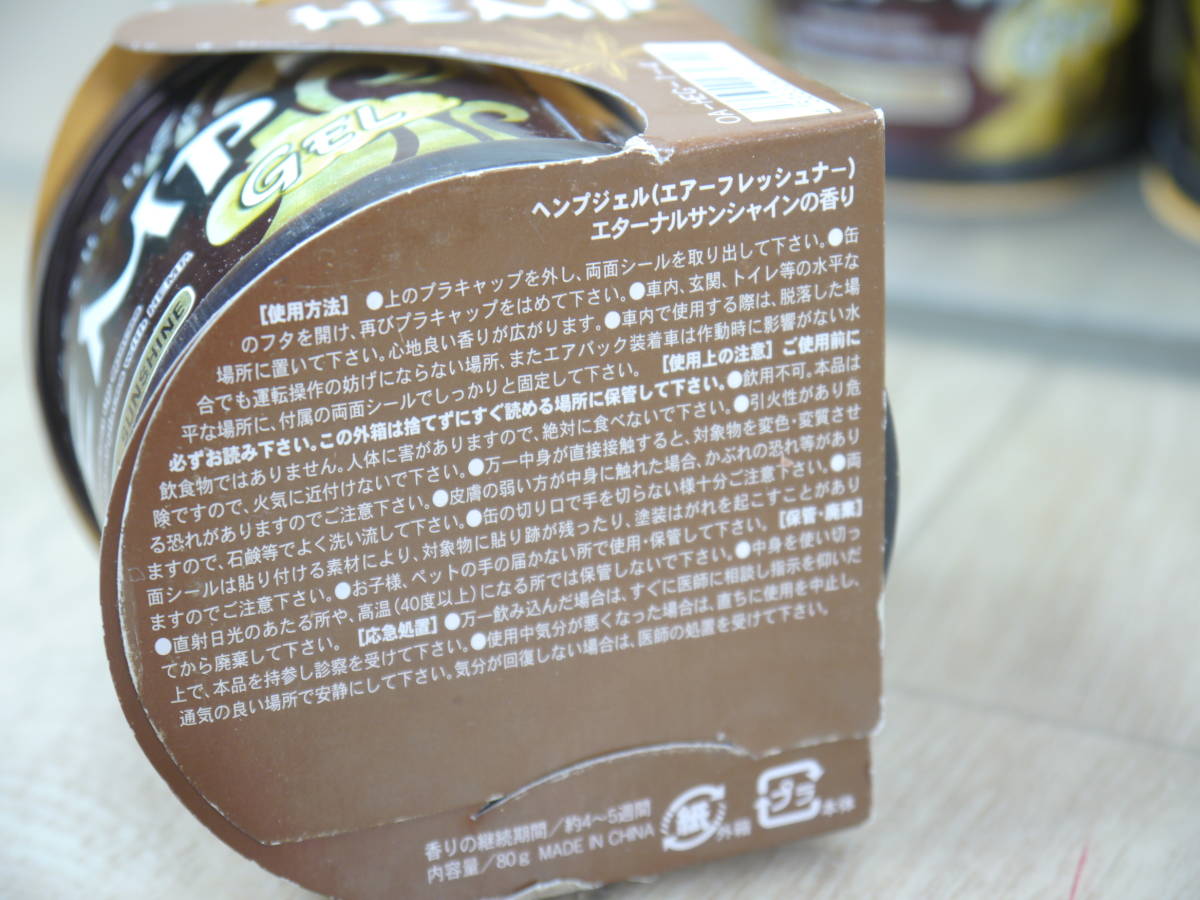 HEMP
GEL
SUNSHINE
OA-HEG-1-4
GEL
ヘンプジェル(エアーフレッシュナー)
エターナルサンシャインの香り
【使用方法】 ●上のプラキャップを外し、両面シールを取り出して下さい。●缶
のフタを開け、再びプラキャップをはめて下さい。●車内、玄関、トイレ等の水平な
場所に置いて下さい。心地良い香りが広がります。●車内で使用する際は、脱落した場
合でも運転操作の妨げにならない場所、またエアバック装着車は作動時に影響がない水
平な場所に、付属の両面シールでしっかりと固定して下さい。 【使用上の注意】ご使用前に
必ずお読み下さい。この外箱は捨てずにすぐ読める場所に保管して下さい。●飲用不可。本品は
飲食物ではありません。人体に害がありますので、絶対に食べないで下さい。●引火性があり危
険ですので、火気に近付けないで下さい。●万一中身が直接接触すると、対象物を変色・変質させ
る恐れがありますのでご注意下さい。●皮膚の弱い方が中身に触れた場合、かぶれの恐れ等があり
ますので、石鹸等でよく洗い流して下さい。●缶の切り口で手を切らない様十分ご注意下さい。●両
面シールは貼り付ける素材により、対象物に貼り跡が残ったり、塗装はがれを起こすことがあり
ますのでご注意下さい。●お子様、ペットの手の届かない所で使用・保管して下さい。【保管・廃棄】
●直射日光のあたる所や、高温(40度以上)になる所では保管しないで下さい。●中身を使い切っ
てから廃棄して下さい。【応急処置】●万一飲み込んだ場合は、すぐに医師に相談し指示を仰いだ
上で、本品を持参し診察を受けて下さい。●使用中気分が悪くなった場合は、直ちに使用を中止し、
通気の良い場所で安静にして下さい。気分が回復しない場合は、医師の処置を受けて下さい。
香りの継続期間/約4~5週間
内容量/80g MADE IN CHINA
紙
外箱
プラ
本体